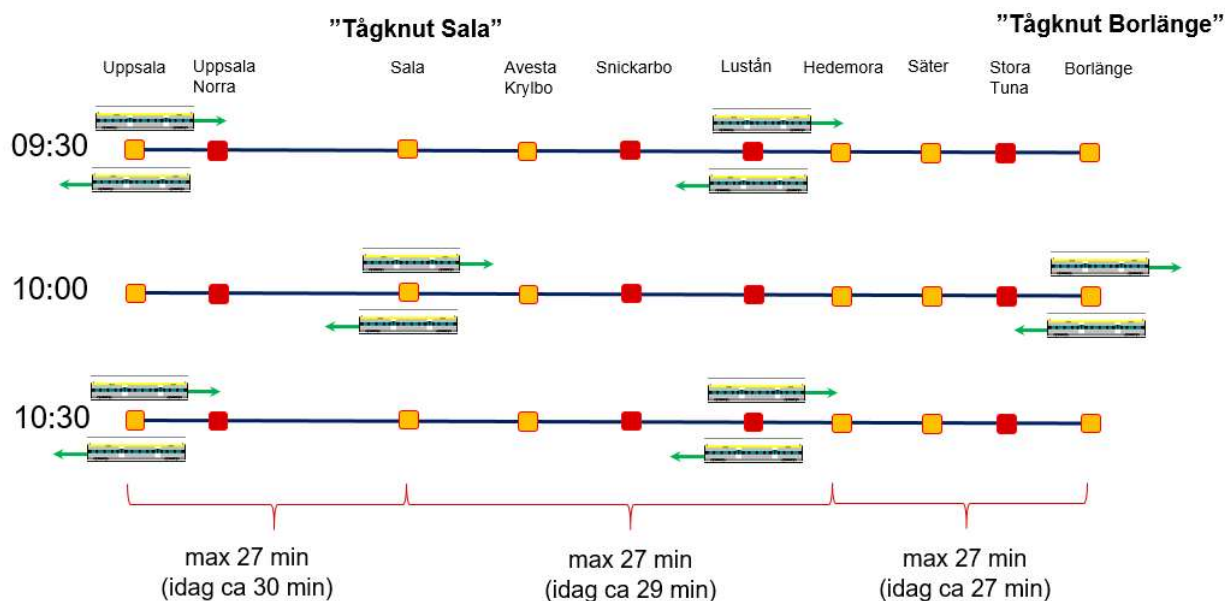 ”Tågknut Sala”
”Tågknut Borlänge”
Uppsala
Uppsala
Norra
Sala
Avesta
Krylbo
Snickarbo
Lustån
Hedemora
Säter
Stora
Tuna
Borlänge
09:30
10:00
10:30
max 27 min
(idag ca 30 min)
max 27 min
(idag ca 29 min)
max 27 min
(idag ca 27 min)